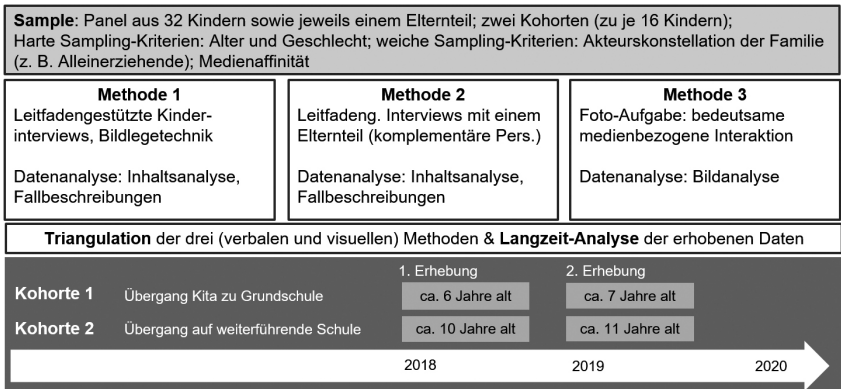 Sample: Panel aus 32 Kindern sowie jeweils einem Elternteil; zwei Kohorten (zu je 16 Kindern);
Harte Sampling-Kriterien: Alter und Geschlecht; weiche Sampling-Kriterien: Akteurskonstellation der Familie
(z. B. Alleinerziehende); Medienaffinität
Methode 1
Leitfadengestützte Kinder-
interviews, Bildlegetechnik
Datenanalyse: Inhaltsanalyse,
Fallbeschreibungen
Methode 2
Leitfadeng. Interviews mit einem
Elternteil (komplementäre Pers.)
Datenanalyse: Inhaltsanalyse,
Fallbeschreibungen
Methode 3
Foto-Aufgabe: bedeutsame
medienbezogene Interaktion
Datenanalyse: Bildanalyse
Triangulation der drei (verbalen und visuellen) Methoden & Langzeit-Analyse der erhobenen Daten
1. Erhebung 2. Erhebung
Kohorte 1 Übergang Kita zu Grundschule ca. 6 Jahre alt ca. 7 Jahre alt
Kohorte 2 Übergang auf weiterführende Schule ca. 10 Jahre alt ca. 11 Jahre alt
2018 2019 2020